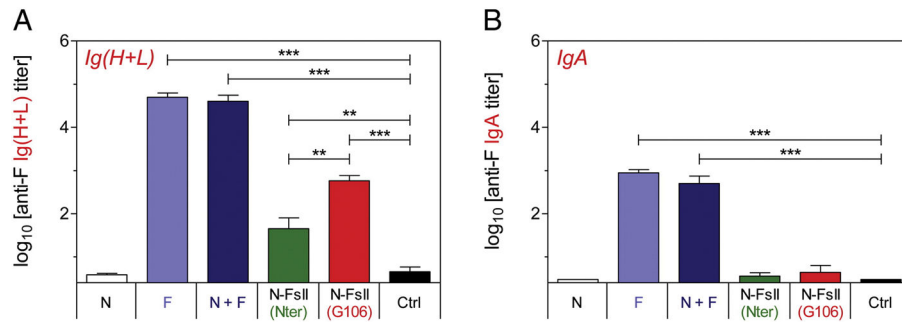 A
Ig(H+L)
log10 [anti-F Ig(H+L) titer]
6
4
2
***
***
**
***
**
N
F
N + F
N-FsII
(Nter)
N-FsII
(G106)
Ctrl
B
IgA
log10 [anti-F IgA titer]
6
4
2
***
***
N
F
N + F
N-FsII
(Nter)
N-FsII
(G106)
Ctrl